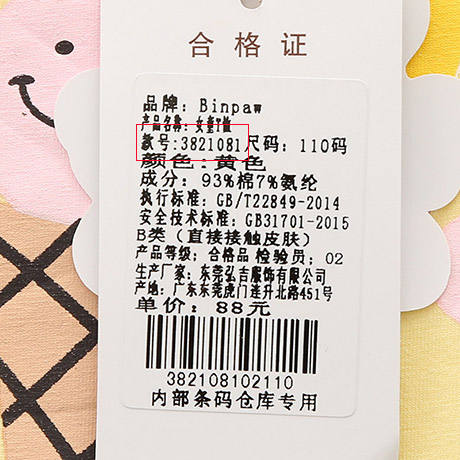 合格证
品牌: Binpaw
产品名称: 女童T恤
款号:3821081 尺码: 110码
颜色:黄色
成分: 93%棉7%氨纶
执行标准: GB/T22849-2014
安全技术标准: GB31701-2015
B类（直接接触皮肤）
产品等级: 合格品 检验员: 02
生产厂家: 东莞弘吉服饰有限公司
产地: 广东东莞虎门连升北路451号
单价: 88元
382108102110
内部条码仓库专用